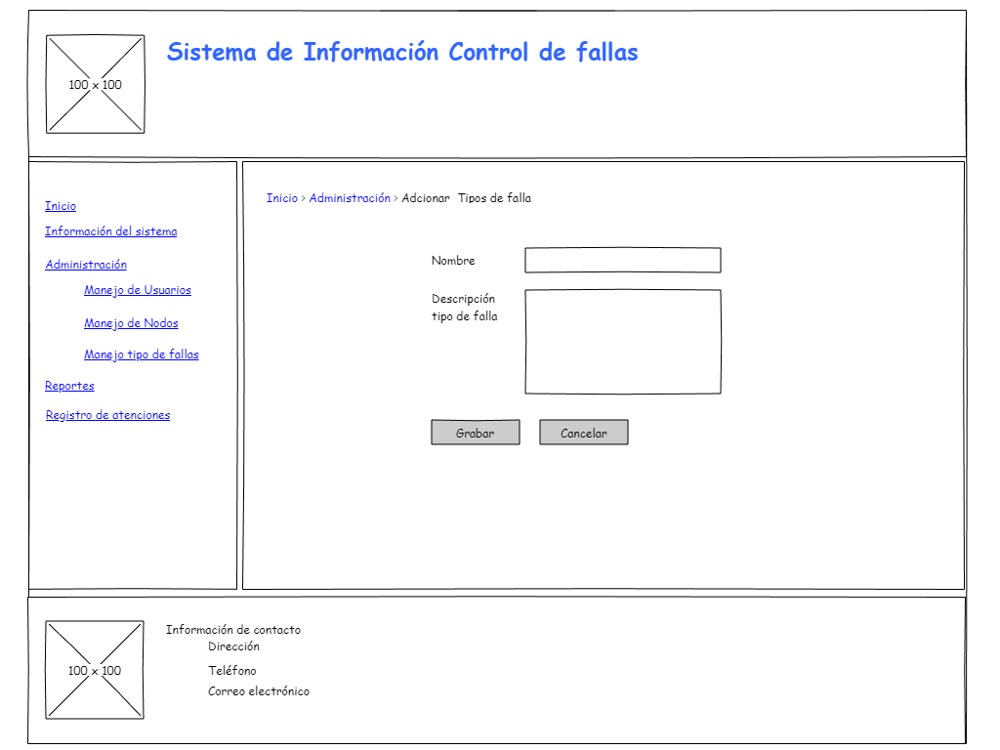 100 x 100
Sistema de Información Control de fallas
Inicio
Información del sistema
Administración
Manejo de Usuarios
Manejo de Nodos
Manejo tipo de fallas
Reportes
Registro de atenciones
Inicio > Administración > Adcionar Tipos de falla
Nombre
Descripción
tipo de falla
Grabar Cancelar
100 x 100
Información de contacto
Dirección
Teléfono
Correo electrónico